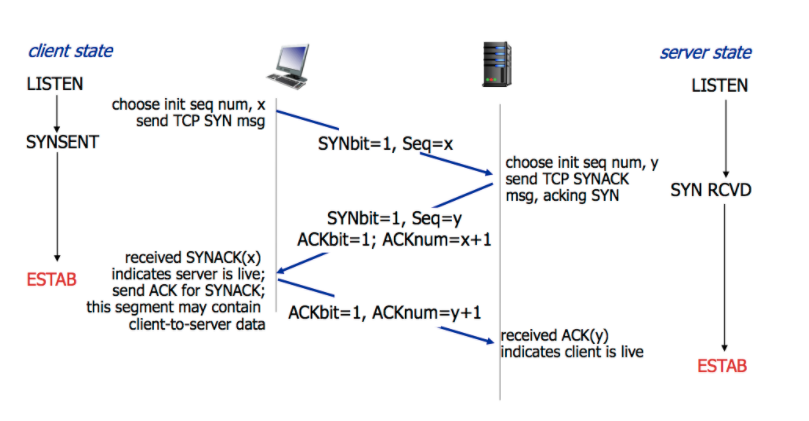 client state
server state
LISTEN
LISTEN
choose init seq num, x
send TCP SYN msg
SYNSENT
SYNbit=1, Seq=x
choose init seq num, y
send TCP SYNACK
msg, acking SYN
SYN RCVD
SYNbit=1, Seq=y
ACKbit=1; ACKnum=x+1
received SYNACK(x)
indicates server is live;
send ACK for SYNACK;
this segment may contain
client-to-server data
ESTAB
ACKbit=1, ACKnum=y+1
received ACK(y)
indicates client is live
ESTAB